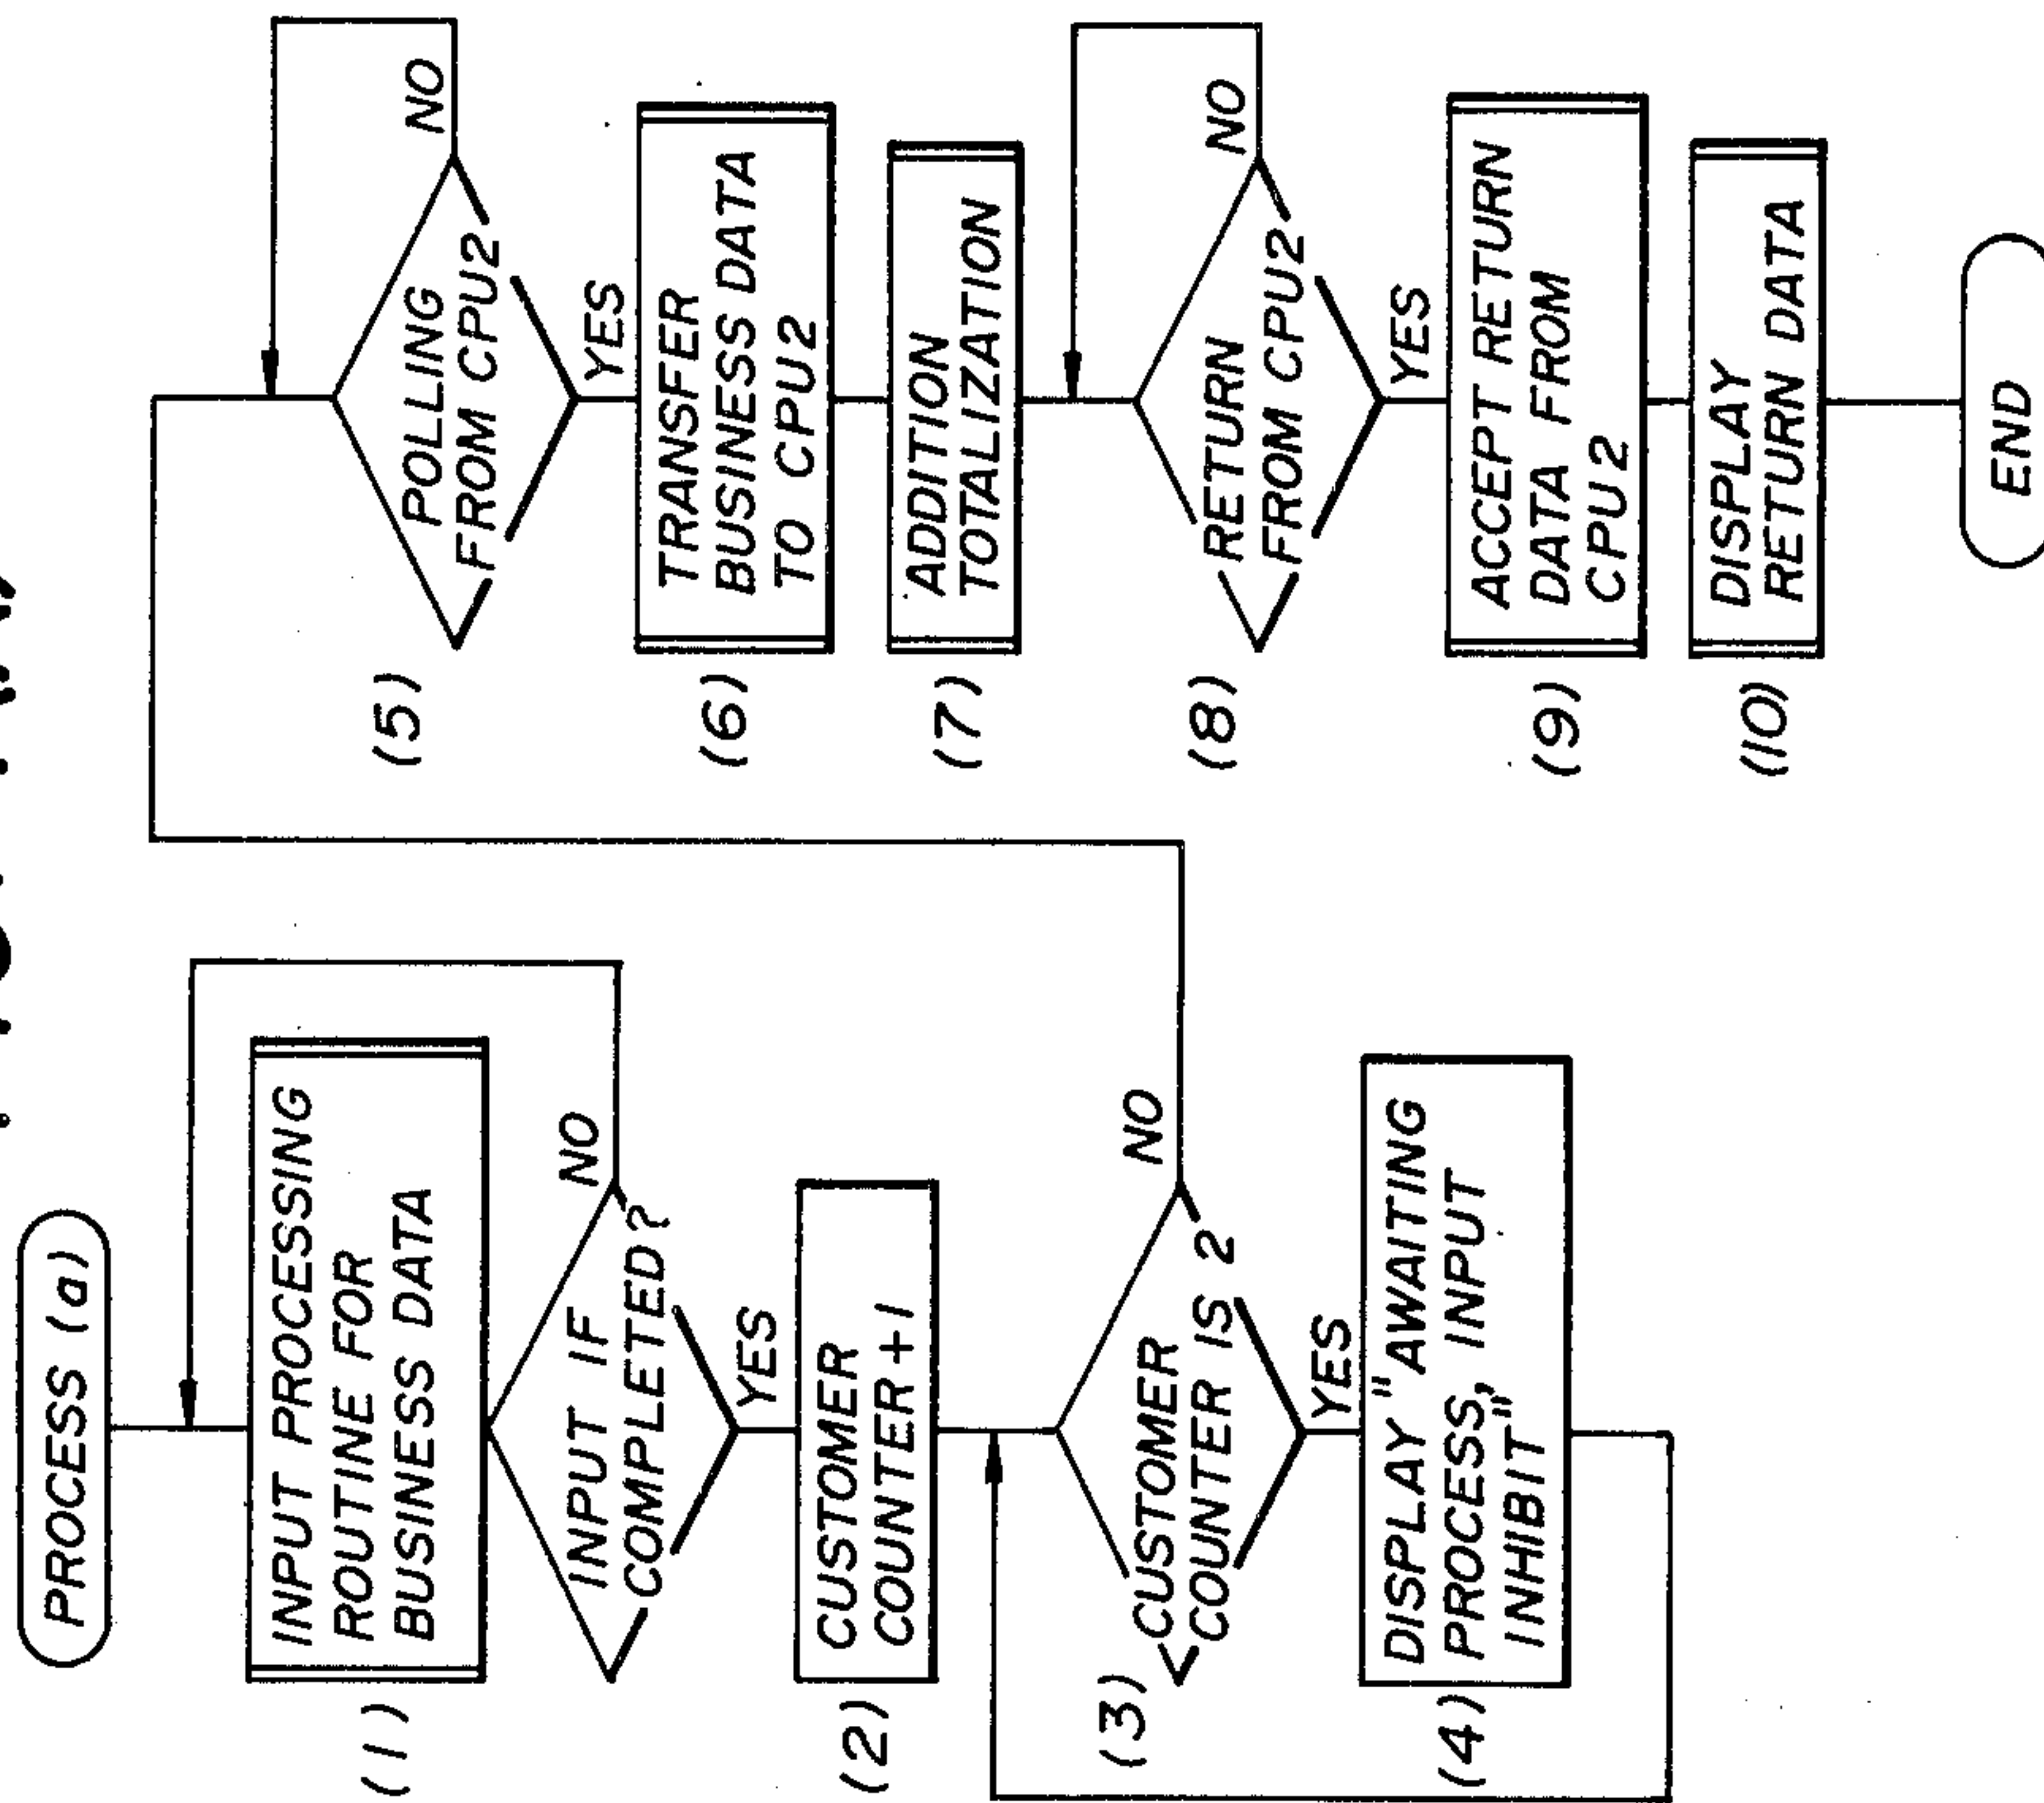 PROCESS (a)
(1)
INPUT PROCESSING
ROUTINE FOR
BUSINESS DATA
INPUT IF
COMPLETED?
NO
YES
(2)
CUSTOMER
COUNTER +1
(3)
CUSTOMER
COUNTER IS 2
NO
YES
(4)
DISPLAY "AWAITING
PROCESS, INPUT
INHIBIT"
(5)
POLLING
FROM CPU2
NO
YES
(6)
TRANSFER
BUSINESS DATA
TO CPU2
(7)
ADDITION
TOTALIZATION
(8)
RETURN
FROM CPU2
NO
YES
(9)
ACCEPT RETURN
DATA FROM
CPU2
(10)
DISPLAY
RETURN DATA
END